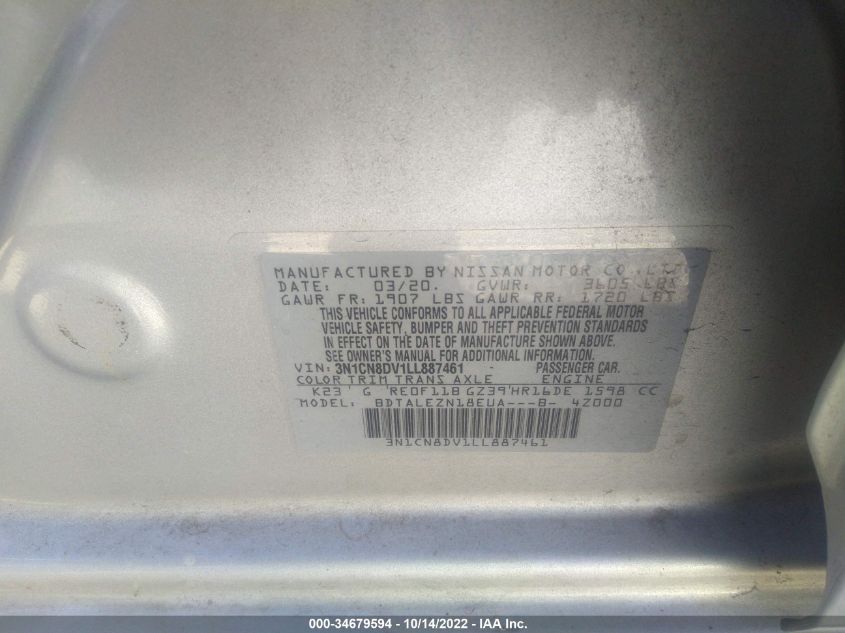 MANUFACTURED BY NISSAN MOTOR CO., LTD.
DATE: 03/20. GVWR: 3605 LBS
GAWR FR: 1907 LBS GAWR RR: 1720 LBS
THIS VEHICLE CONFORMS TO ALL APPLICABLE FEDERAL MOTOR
VEHICLE SAFETY, BUMPER AND THEFT PREVENTION STANDARDS
IN EFFECT ON THE DATE OF MANUFACTURE SHOWN ABOVE.
SEE OWNER'S MANUAL FOR ADDITIONAL INFORMATION.
VIN: 3N1CN8DV1LL887461 - PASSENGER CAR.
COLOR TRIM TRANS AXLE ENGINE
K23 ' G 'RE0F11B GZ39'HR16DE 1598 CC
MODEL: BDTALEZN18EUA---B- 4Z000
3N1CN8DV1LL887461
000-34679594 - 10/14/2022 - IAA Inc.